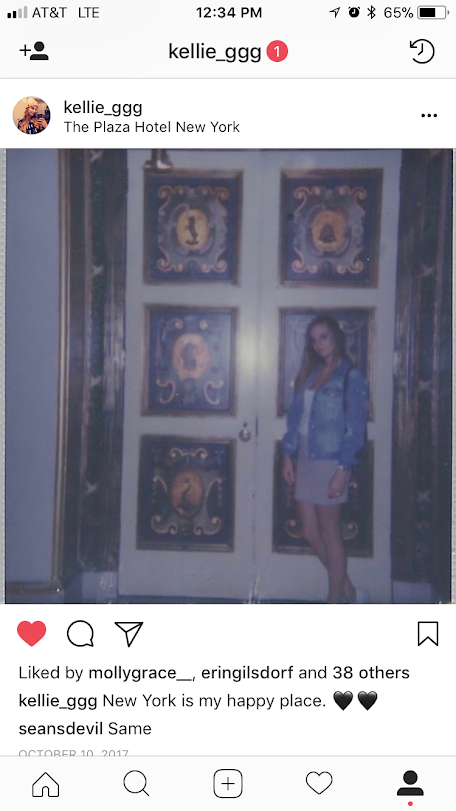 AT&T LTE 12:34 PM 65%
kellie_ggg 1
kellie_ggg
The Plaza Hotel New York
Liked by mollygrace__, eringilsdorf and 38 others
kellie_ggg New York is my happy place. 🖤🖤
seansdevil Same
OCTOBER 10, 2017